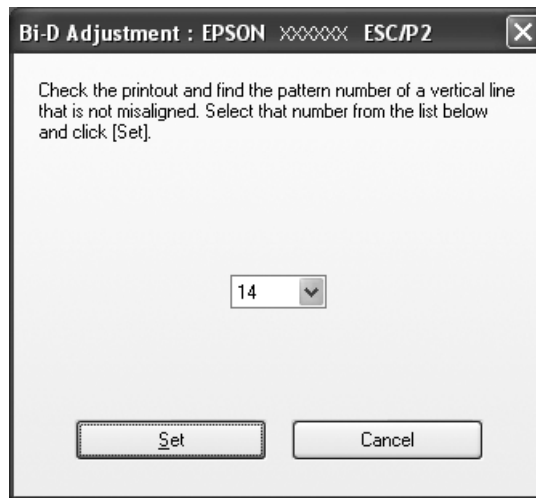 Bi-D Adjustment : EPSON XXXXXX ESC/P2
Check the printout and find the pattern number of a vertical line
that is not misaligned. Select that number from the list below
and click [Set].
14
Set
Cancel